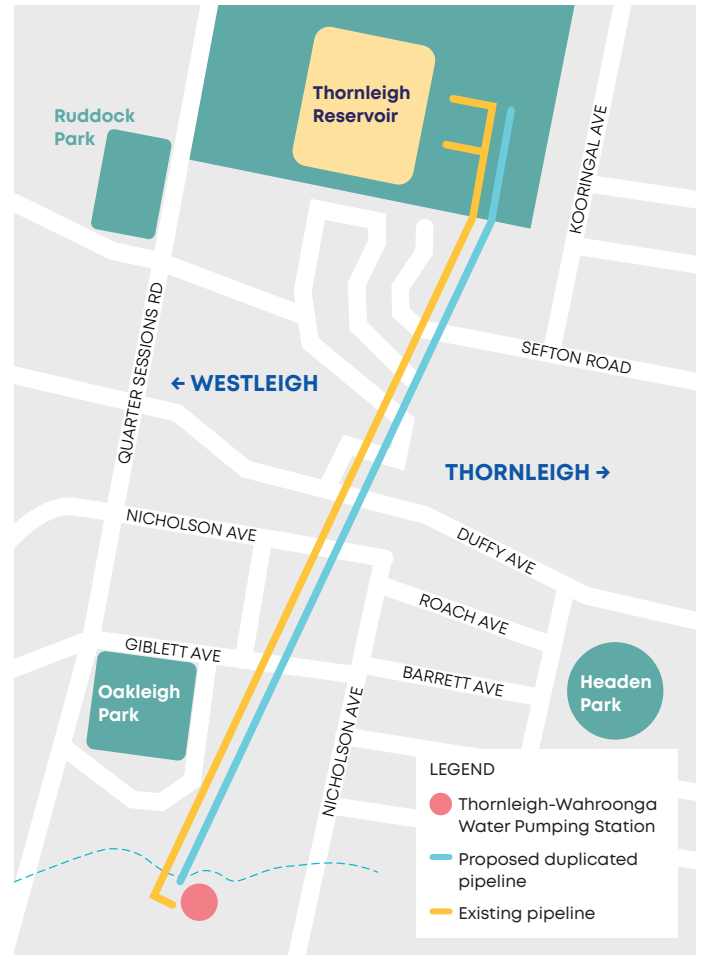 Thornleigh
Reservoir
Ruddock
Park
KOORINGAL AVE
QUARTER SESSIONS RD
SEFTON ROAD
← WESTLEIGH
THORNLEIGH →
NICHOLSON AVE
DUFFY AVE
ROACH AVE
GIBLETT AVE
BARRETT AVE
Oakleigh
Park
Headen
Park
NICHOLSON AVE
LEGEND
Thornleigh-Wahroonga
Water Pumping Station
Proposed duplicated
pipeline
Existing pipeline